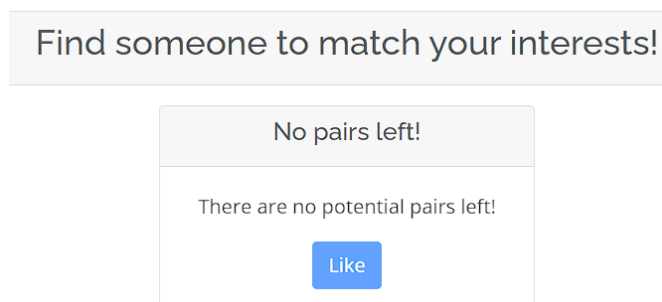 Find someone to match your interests!
No pairs left!
There are no potential pairs left!
Like